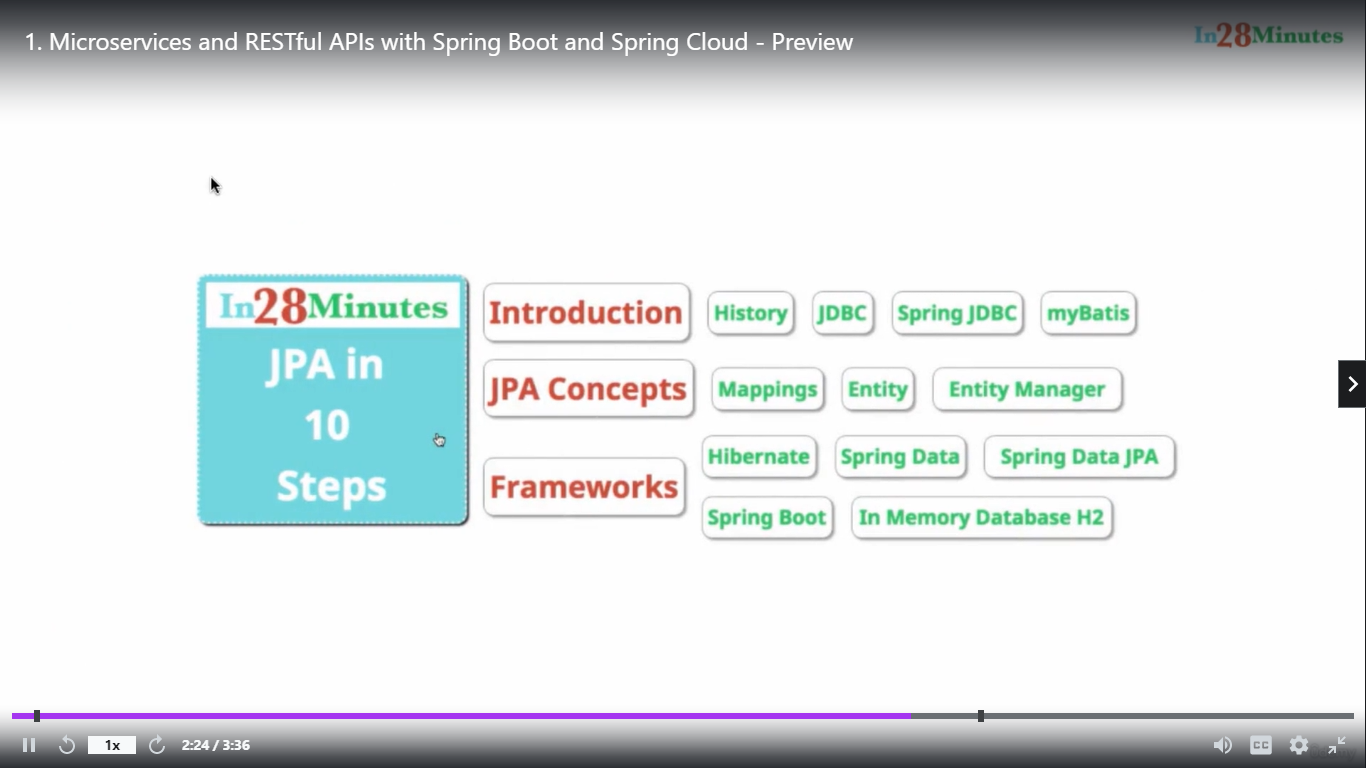 1. Microservices and RESTful APIs with Spring Boot and Spring Cloud - Preview
In28Minutes
In28Minutes
JPA in
10
Steps
Introduction
History
JDBC
Spring JDBC
myBatis
JPA Concepts
Mappings
Entity
Entity Manager
Frameworks
Hibernate
Spring Data
Spring Data JPA
Spring Boot
In Memory Database H2
1x
2:24 / 3:36
CC